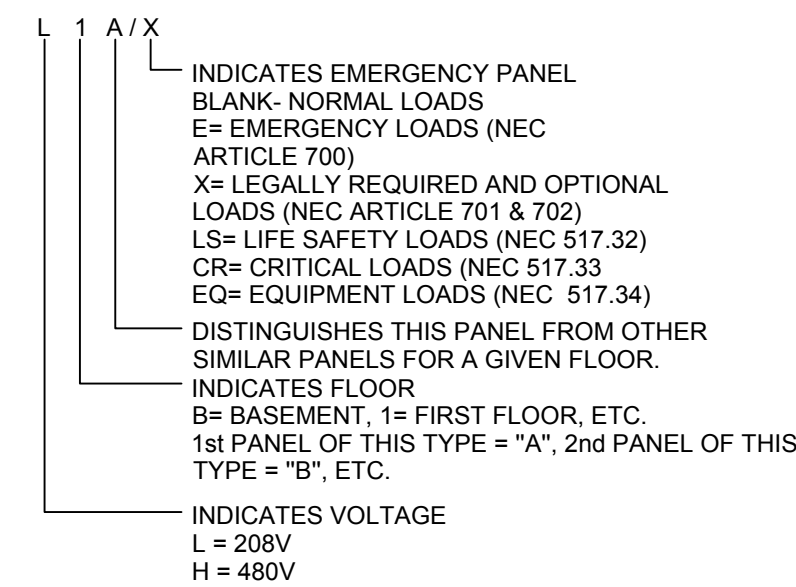 L 1 A / X
INDICATES EMERGENCY PANEL
BLANK- NORMAL LOADS
E= EMERGENCY LOADS (NEC
ARTICLE 700)
X= LEGALLY REQUIRED AND OPTIONAL
LOADS (NEC ARTICLE 701 & 702)
LS= LIFE SAFETY LOADS (NEC 517.32)
CR= CRITICAL LOADS (NEC 517.33
EQ= EQUIPMENT LOADS (NEC 517.34)
DISTINGUISHES THIS PANEL FROM OTHER
SIMILAR PANELS FOR A GIVEN FLOOR.
INDICATES FLOOR
B= BASEMENT, 1= FIRST FLOOR, ETC.
1st PANEL OF THIS TYPE = "A", 2nd PANEL OF THIS
TYPE = "B", ETC.
INDICATES VOLTAGE
L = 208V
H = 480V